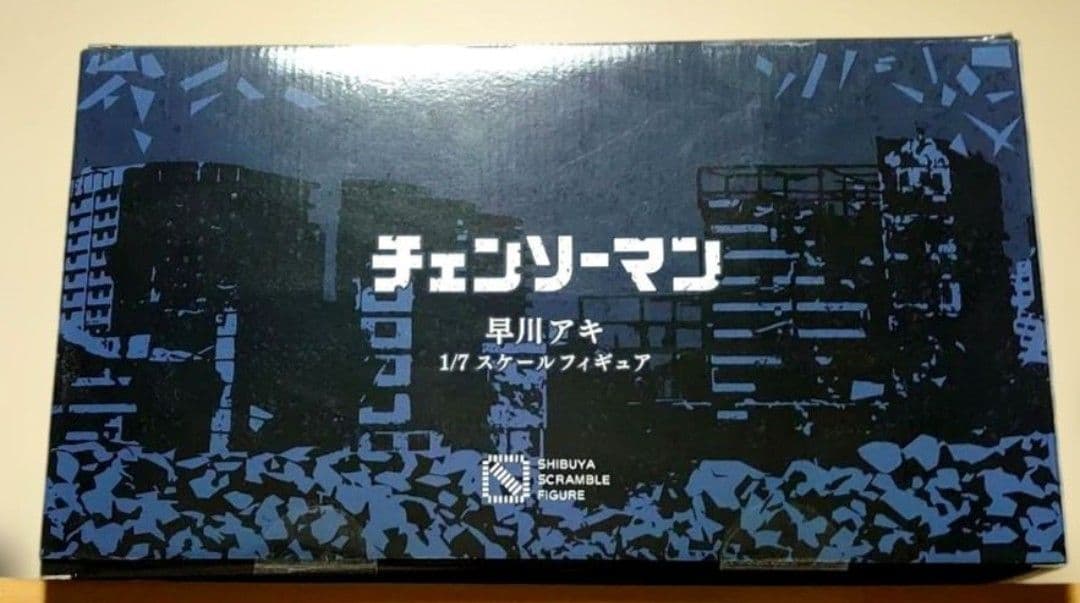 チェンソーマン
早川アキ
1/7 スケールフィギュア
SHIBUYA
SCRAMBLE
FIGURE